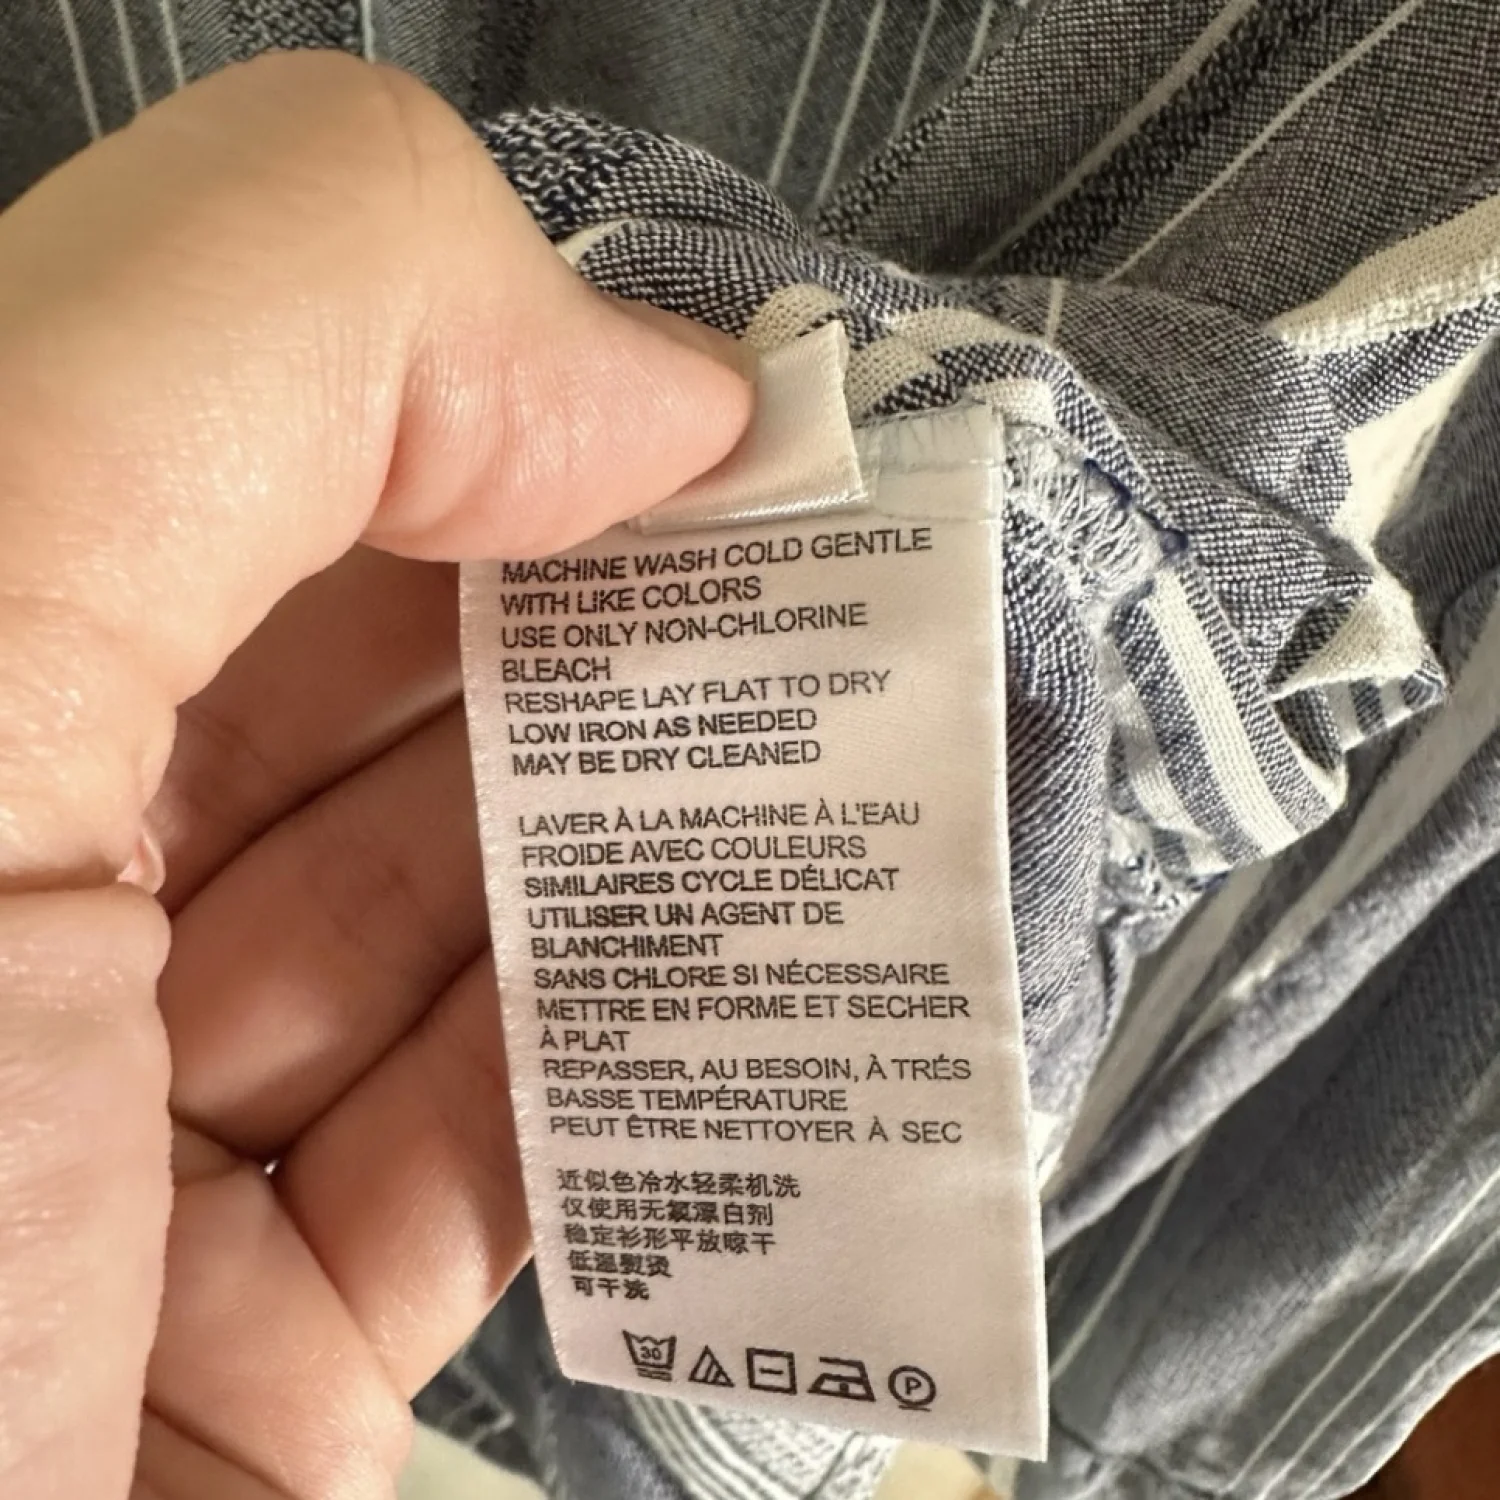 MACHINE WASH COLD GENTLE
WITH LIKE COLORS
USE ONLY NON-CHLORINE
BLEACH
RESHAPE LAY FLAT TO DRY
LOW IRON AS NEEDED
MAY BE DRY CLEANED
LAVER À LA MACHINE À L'EAU
FROIDE AVEC COULEURS
SIMILAIRES CYCLE DÉLICAT
UTILISER UN AGENT DE
BLANCHIMENT
SANS CHLORE SI NÉCESSAIRE
METTRE EN FORME ET SECHER
À PLAT
REPASSER, AU BESOIN, À TRÉS
BASSE TEMPÉRATURE
PEUT ÊTRE NETTOYER À SEC
近似色冷水轻柔机洗
仅使用无氯漂白剂
稳定衫形平放晾干
低温熨烫
可干洗
30 P